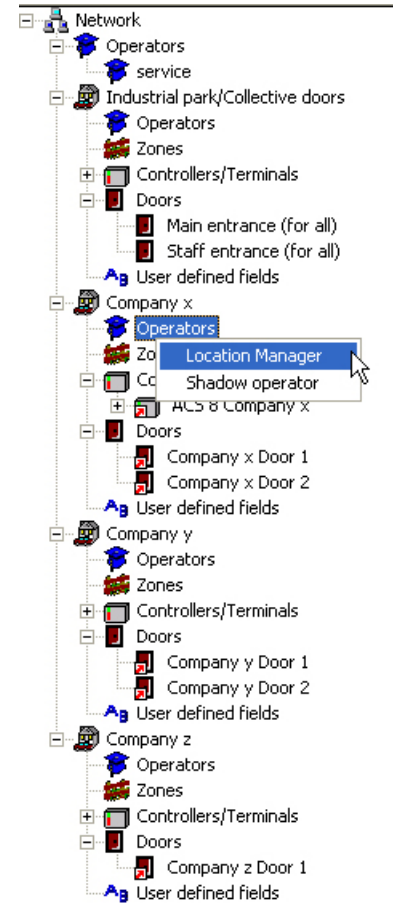 Network
Operators
service
Industrial park/Collective doors
Operators
Zones
Controllers/Terminals
Doors
Main entrance (for all)
Staff entrance (for all)
User defined fields
Company x
Operators
Zo
Location Manager
Co
Shadow operator
ACS 8 Company x
Doors
Company x Door 1
Company x Door 2
User defined fields
Company y
Operators
Zones
Controllers/Terminals
Doors
Company y Door 1
Company y Door 2
User defined fields
Company z
Operators
Zones
Controllers/Terminals
Doors
Company z Door 1
User defined fields